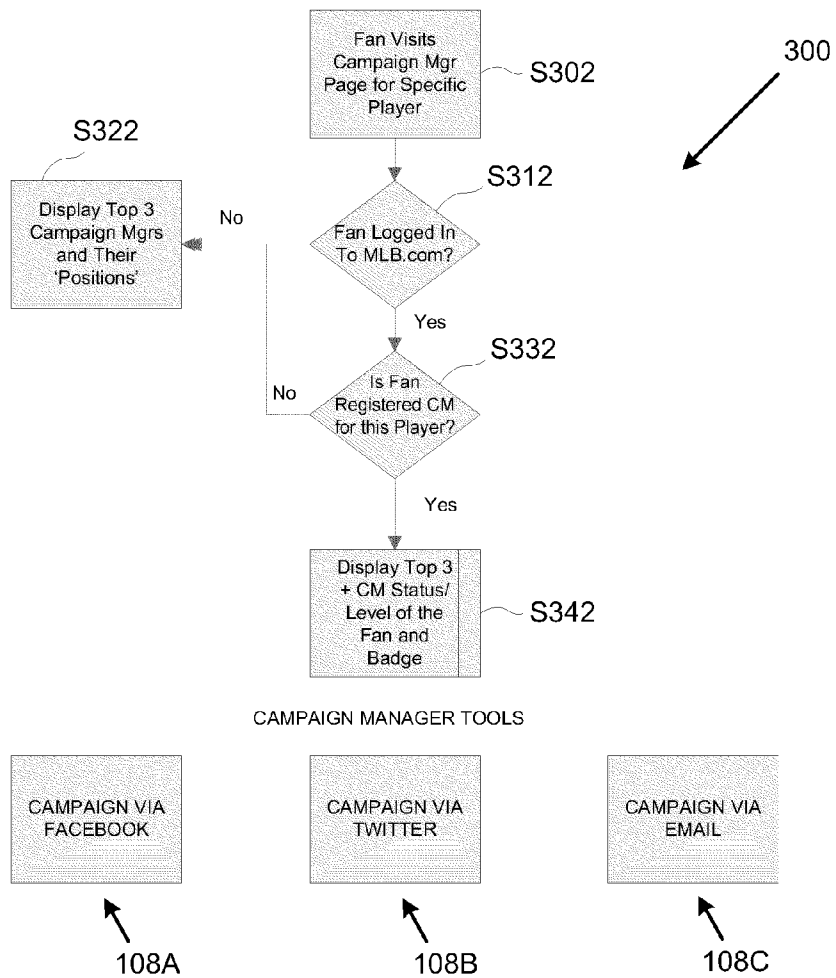 Fan Visits
Campaign Mgr
Page for Specific
Player
S302
300
S322
S312
Display Top 3
Campaign Mgrs
and Their
'Positions'
No
Fan Logged In
To MLB.com?
Yes
S332
No
Is Fan
Registered CM
for this Player?
Yes
Display Top 3
+ CM Status/
Level of the
Fan and
Badge
S342
CAMPAIGN MANAGER TOOLS
CAMPAIGN VIA
FACEBOOK
CAMPAIGN VIA
TWITTER
CAMPAIGN VIA
EMAIL
108A
108B
108C